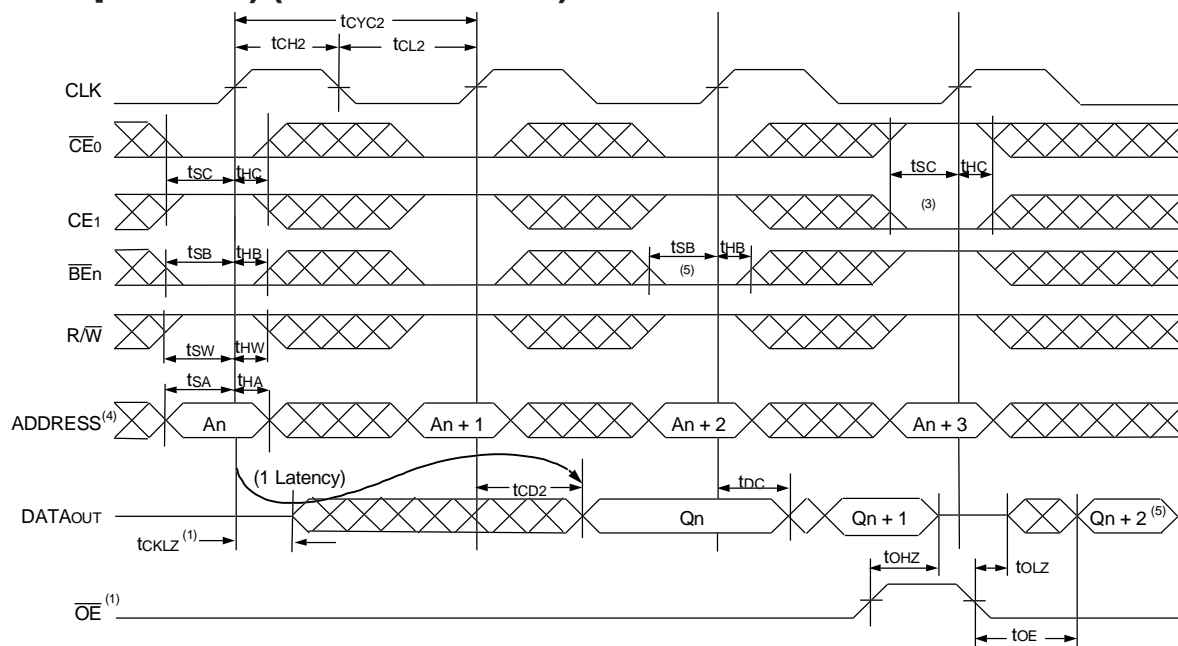 tCYC2
tCH2
tCL2
CLK
CE0
tSC
tHC
tSC
tHC
(3)
CE1
tSB
tHB
tSB
tHB
(5)
BEn
R/W
tSW
tHW
tSA
tHA
ADDRESS(4)
An
An + 1
An + 2
An + 3
(1 Latency)
tCD2
tDC
DATAOUT
Qn
Qn + 1
Qn + 2 (5)
tCKLZ (1)
tOHZ
tOLZ
OE (1)
tOE